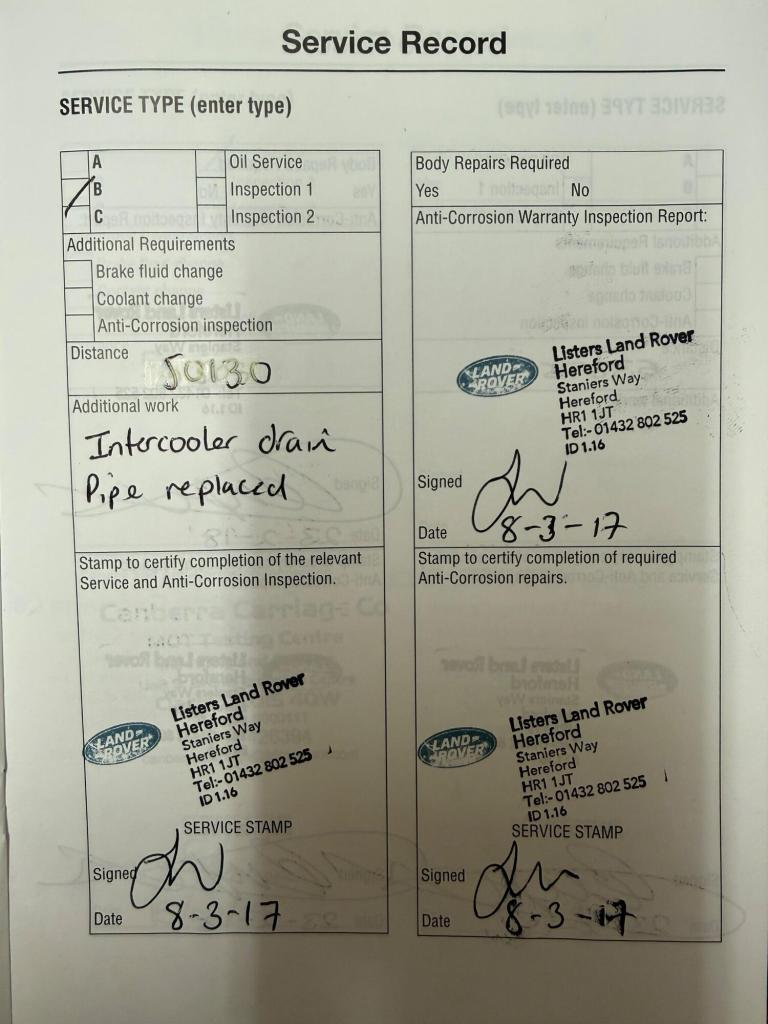 Service Record
SERVICE TYPE (enter type)
A
Oil Service
B
Inspection 1
C
Inspection 2
Additional Requirements
Brake fluid change
Coolant change
Anti-Corrosion inspection
Distance
50130
Additional work
Intercooler drain
Pipe replaced
Stamp to certify completion of the relevant
Service and Anti-Corrosion Inspection.
LAND-
ROVER
Listers Land Rover
Hereford
Staniers Way
Hereford
HR1 1JT
Tel:- 01432 802 525
ID 1.16
SERVICE STAMP
Signed
Date 8-3-17
Body Repairs Required
Yes No
Anti-Corrosion Warranty Inspection Report:
LAND-
ROVER
Listers Land Rover
Hereford
Staniers Way
Hereford
HR1 1JT
Tel:- 01432 802 525
ID 1.16
Signed
Date 8-3-17
Stamp to certify completion of required
Anti-Corrosion repairs.
LAND-
ROVER
Listers Land Rover
Hereford
Staniers Way
Hereford
HR1 1JT
Tel:- 01432 802 525
ID 1.16
SERVICE STAMP
Signed
Date 8-3-17